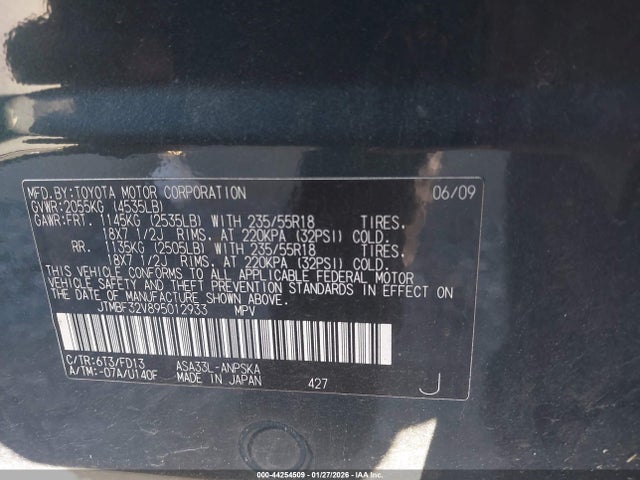 MFD.BY:TOYOTA MOTOR CORPORATION 06/09
GVWR:2055KG (4535LB)
GAWR:FRT. 1145KG (2535LB) WITH 235/55R18 TIRES.
18X7 1/2J RIMS. AT 220KPA (32PSI) COLD.
RR. 1135KG (2505LB) WITH 235/55R18 TIRES.
18X7 1/2J RIMS. AT 220KPA (32PSI) COLD.
THIS VEHICLE CONFORMS TO ALL APPLICABLE FEDERAL MOTOR
VEHICLE SAFETY AND THEFT PREVENTION STANDARDS IN EFFECT
ON THE DATE OF MANUFACTURE SHOWN ABOVE.
JTMBF32V895012933 MPV
C/TR:6T3/FD13 ASA33L-ANPSKA
A/TM:-07A/U140F MADE IN JAPAN 427 J
000-44254509 - 01/27/2026 - IAAI PUBLIC